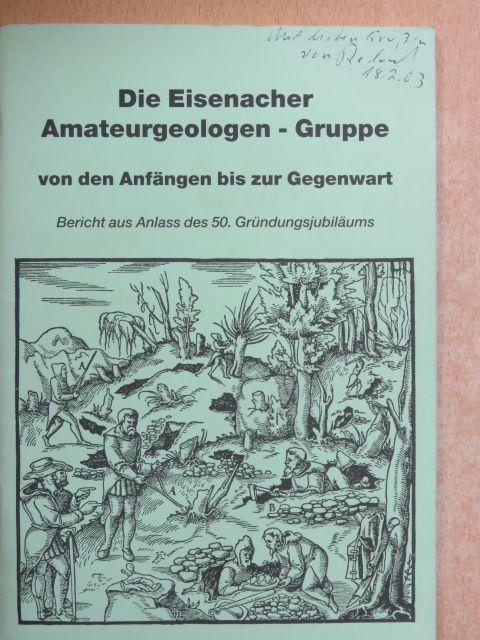 Mit lieben Grüßen
von Roland
18.2.03
Die Eisenacher
Amateurgeologen - Gruppe
von den Anfängen bis zur Gegenwart
Bericht aus Anlass des 50. Gründungsjubiläums
A
B